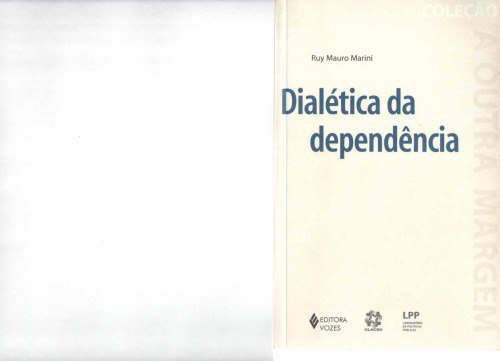 COLEÇÃO
A OUTRA MARGEM
Ruy Mauro Marini
Dialética da
dependência
EDITORA
VOZES
CLACSO
LPP
LABORATÓRIO
DE POLÍTICAS
PÚBLICAS